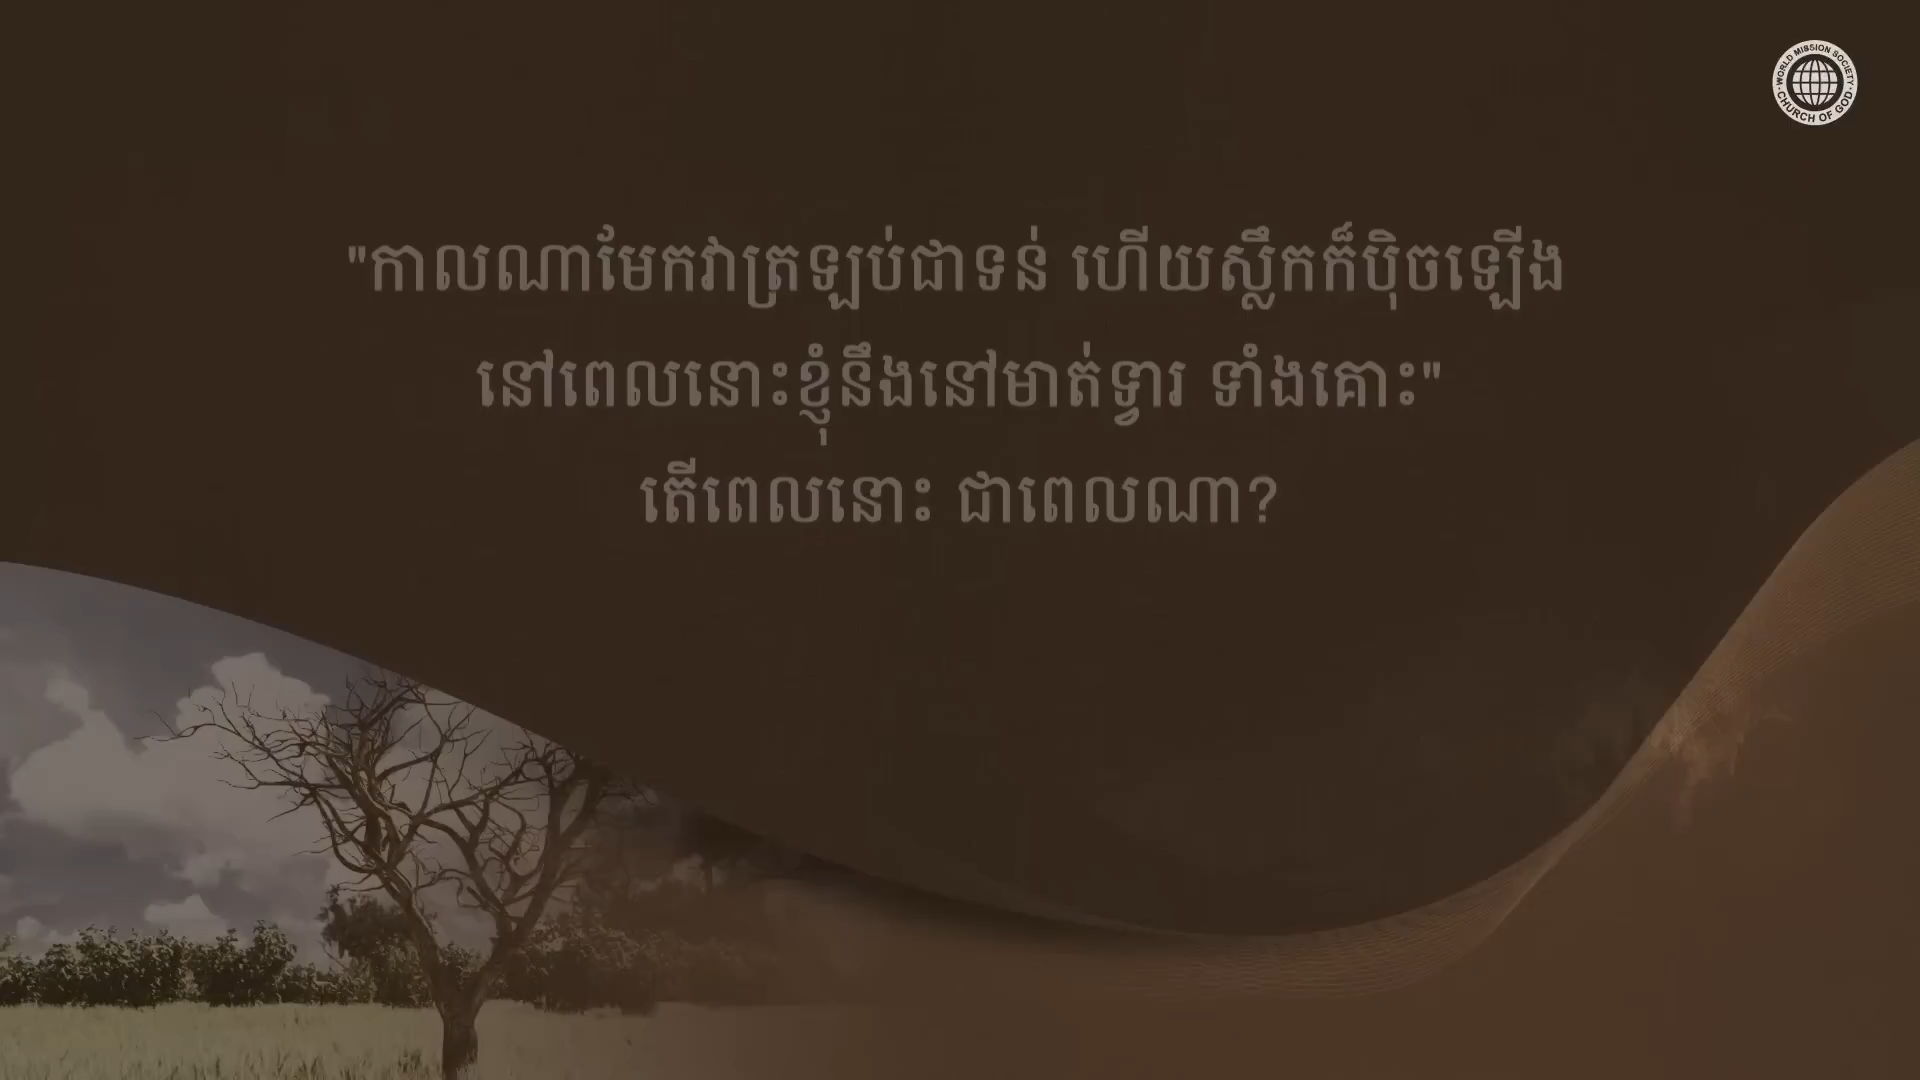 WORLD MISSION SOCIETY
CHURCH OF GOD
"កាលណាមែកវាត្រឡប់ជាទន់ ហើយស្លឹកក៏ប៉ិចឡើង
នៅពេលនោះខ្ញុំនឹងនៅមាត់ទ្វារ ទាំងគោះ"
តើពេលនោះ ជាពេលណា?